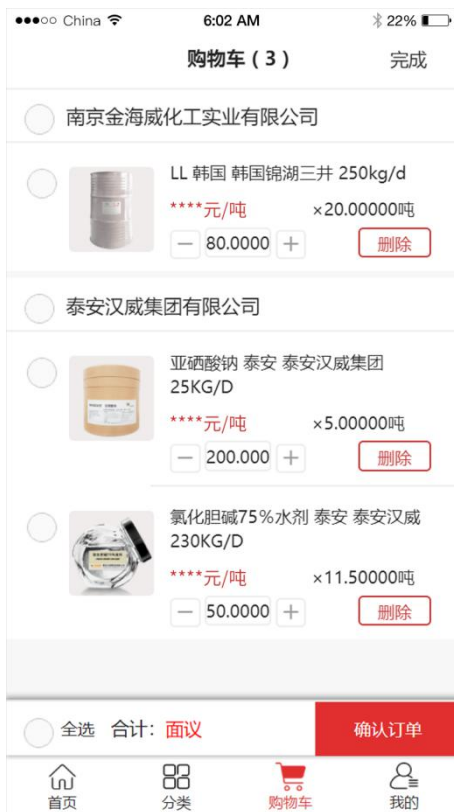 China
6:02 AM
22%
购物车(3)
完成
南京金海威化工实业有限公司
LL 韩国 韩国锦湖三井 250kg/d
****元/吨
×20.00000吨
80.0000
删除
泰安汉威集团有限公司
亚硒酸钠 泰安 泰安汉威集团
25KG/D
****元/吨
×5.00000吨
200.000
删除
氯化胆碱75%水剂 泰安 泰安汉威
230KG/D
****元/吨
×11.50000吨
50.0000
删除
全选
合计:
面议
确认订单
首页
分类
购物车
我的